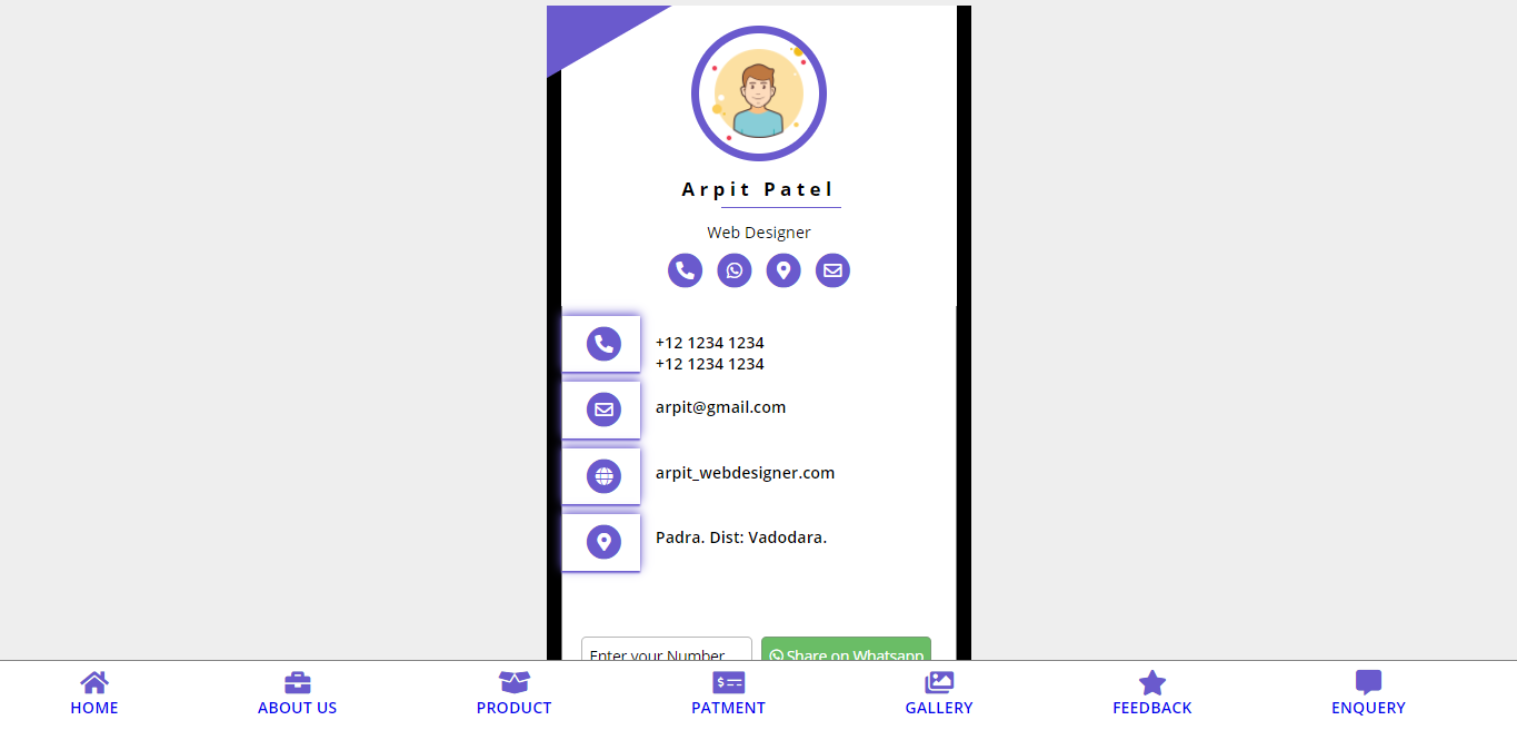 Arpit Patel
Web Designer
+12 1234 1234
+12 1234 1234
arpit@gmail.com
arpit_webdesigner.com
Padra. Dist: Vadodara.
Enter your Number
Share on Whatsapp
HOME
ABOUT US
PRODUCT
PATMENT
GALLERY
FEEDBACK
ENQUERY